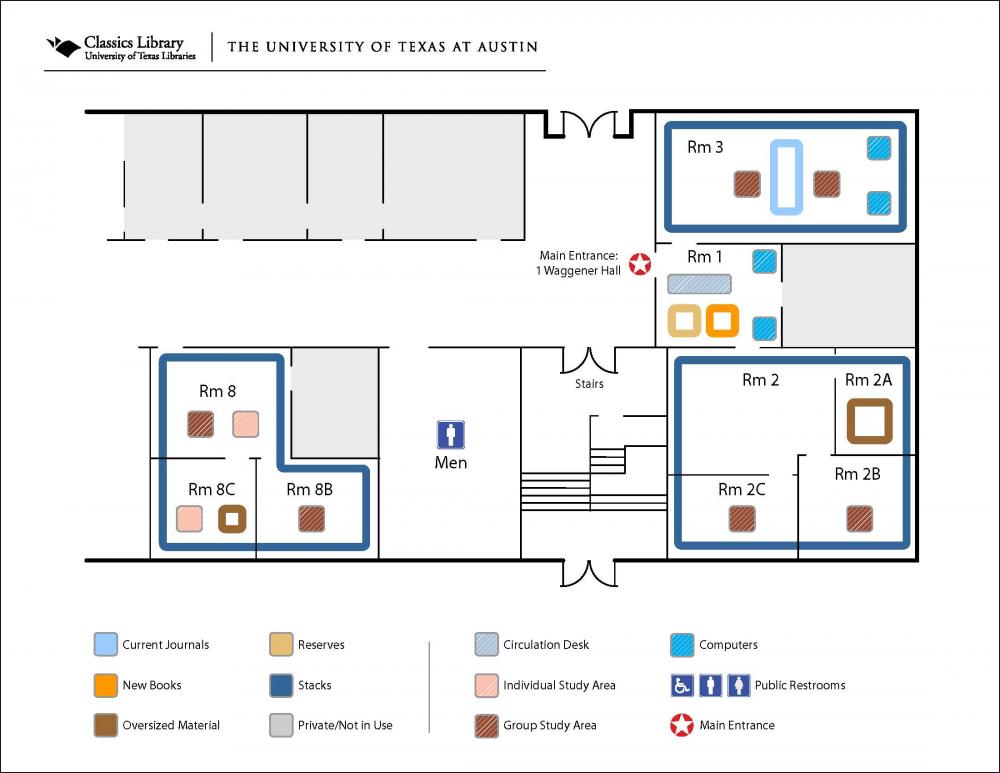 Classics Library
University of Texas Libraries
THE UNIVERSITY OF TEXAS AT AUSTIN
Rm 3
Main Entrance:
1 Waggener Hall
Rm 1
Stairs
Rm 2
Rm 2A
Rm 8
Men
Rm 8C
Rm 8B
Rm 2C
Rm 2B
Current Journals
Reserves
Circulation Desk
Computers
New Books
Stacks
Individual Study Area
Public Restrooms
Oversized Material
Private/Not in Use
Group Study Area
Main Entrance